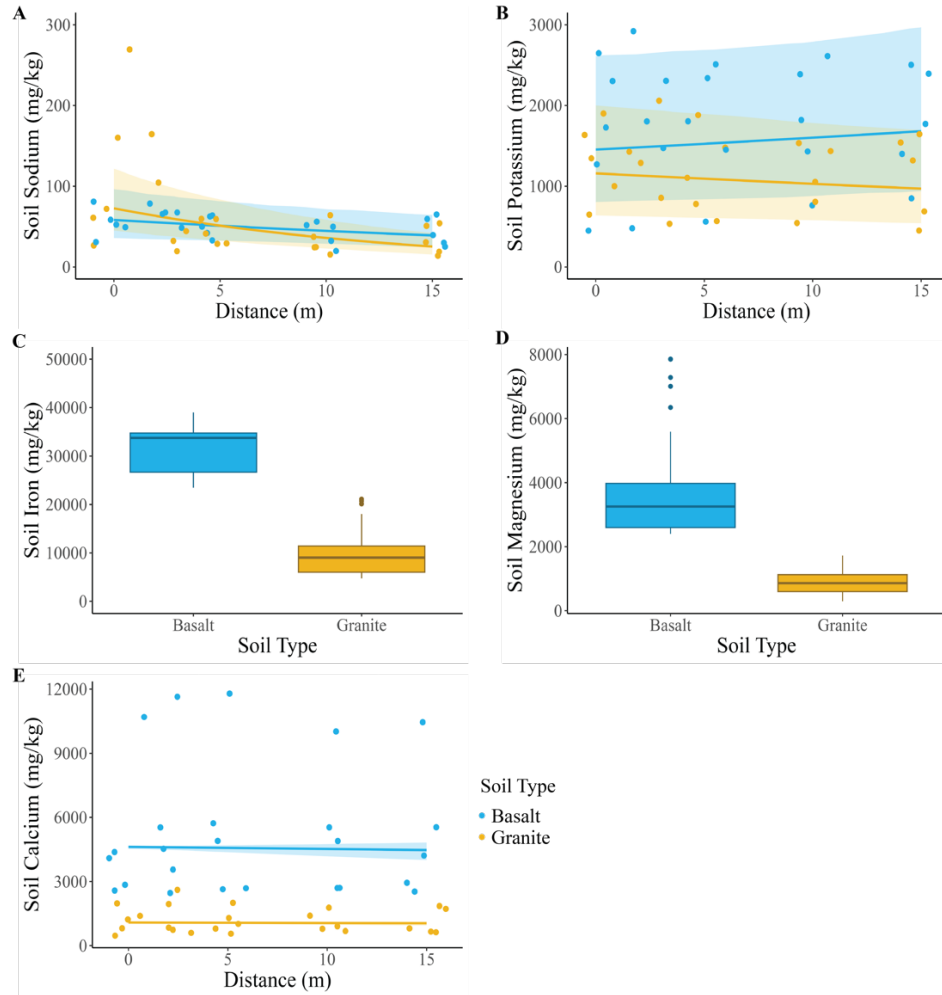 A
B
300
200
100
0
Soil Sodium (mg/kg)
0
5
10
15
Distance (m)
3000
2000
1000
0
Soil Potassium (mg/kg)
0
5
10
15
Distance (m)
C
D
50000
40000
30000
20000
10000
0
Soil Iron (mg/kg)
Basalt
Granite
Soil Type
8000
6000
4000
2000
0
Soil Magnesium (mg/kg)
Basalt
Granite
Soil Type
E
12000
9000
6000
3000
0
Soil Calcium (mg/kg)
0
5
10
15
Distance (m)
Soil Type
Basalt
Granite